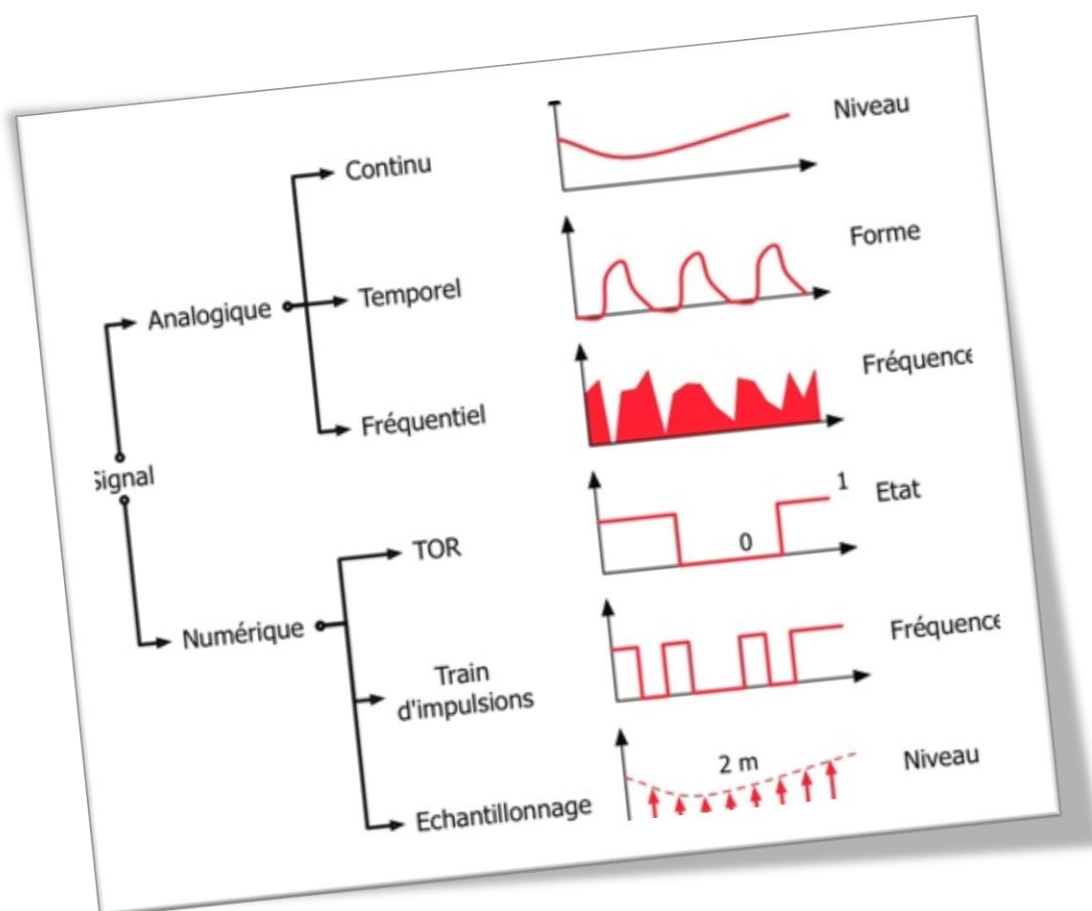 Continu
Niveau
Analogique
Temporel
Forme
Fréquentiel
Fréquence
Signal
TOR
0
1
Etat
Numérique
Train
d'impulsions
Fréquence
Echantillonnage
2 m
Niveau